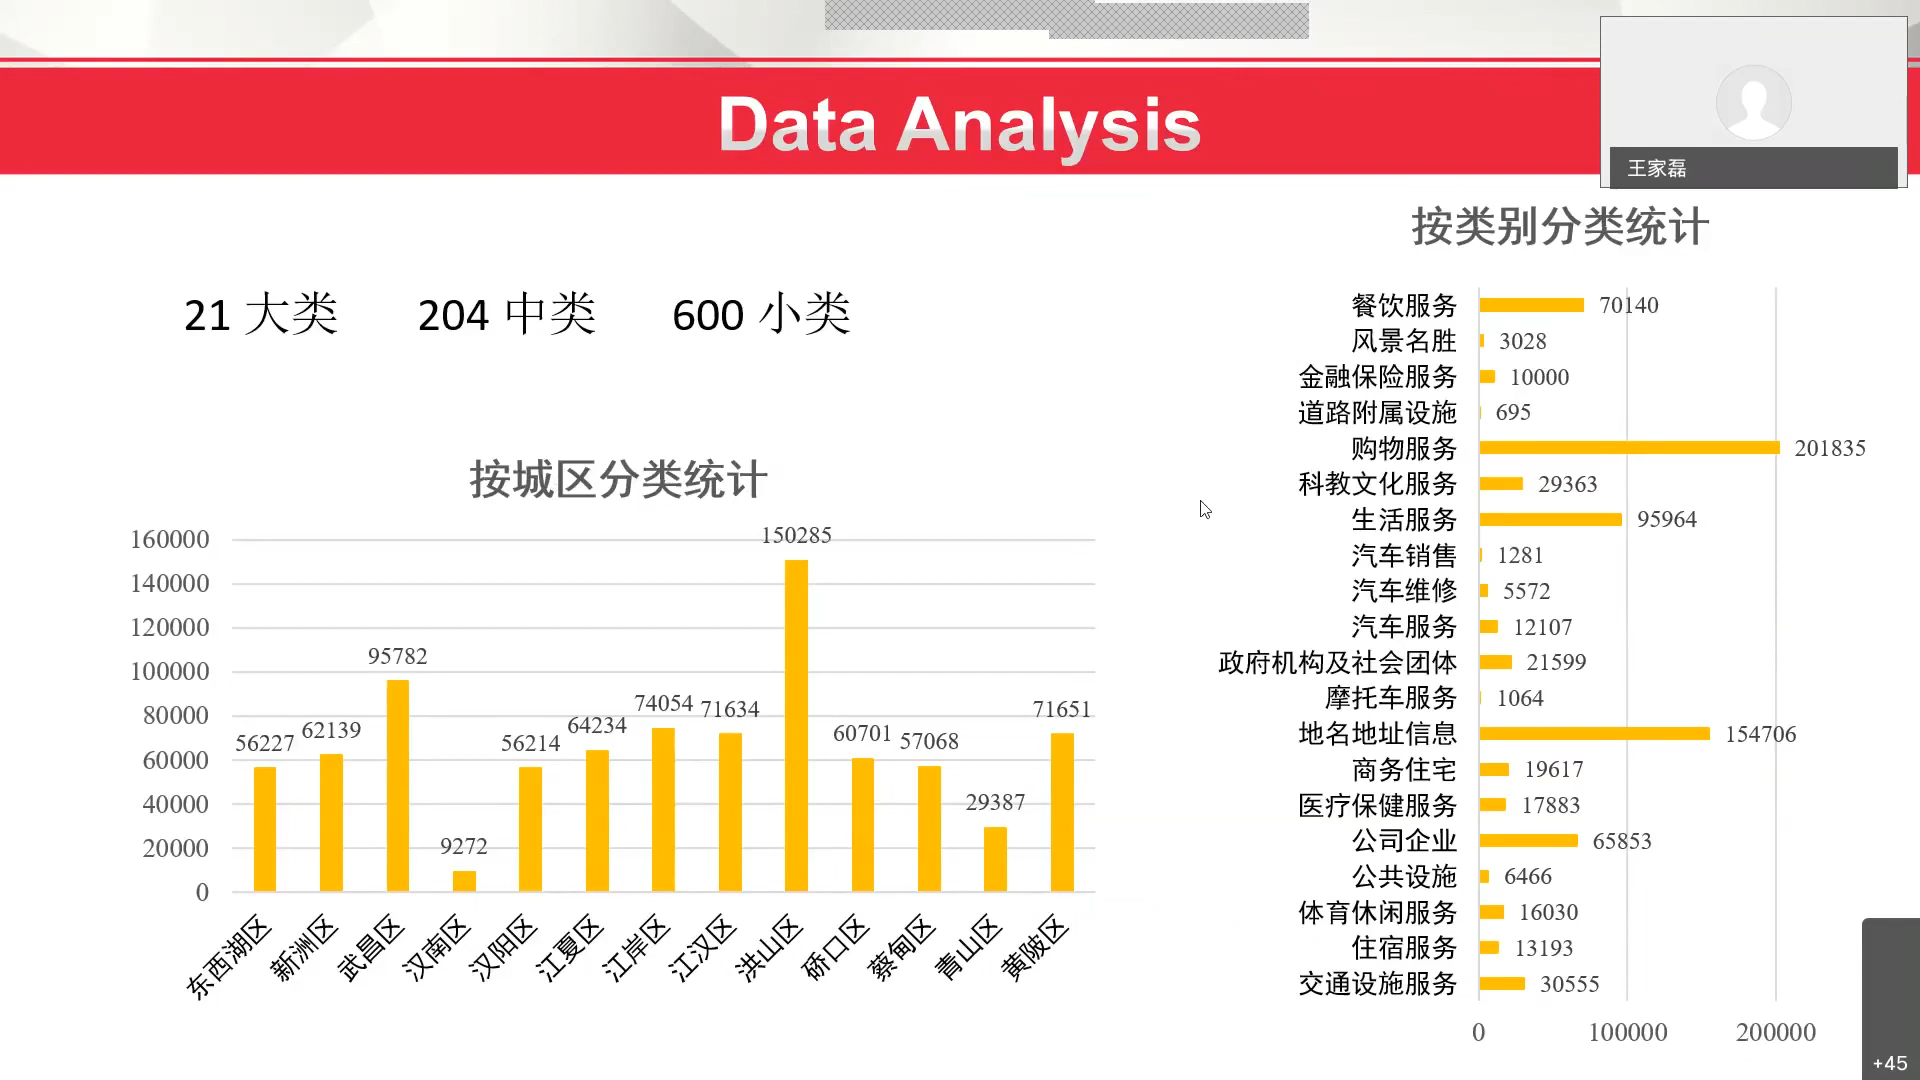 Data Analysis
王家磊
21 大类 204 中类 600 小类
按城区分类统计
160000
140000
120000
100000
80000
60000
40000
20000
0
56227
62139
95782
9272
56214
64234
74054
71634
150285
60701
57068
29387
71651
东西湖区
新洲区
武昌区
汉南区
汉阳区
江夏区
江岸区
江汉区
洪山区
硚口区
蔡甸区
青山区
黄陂区
按类别分类统计
餐饮服务 70140
风景名胜 3028
金融保险服务 10000
道路附属设施 695
购物服务 201835
科教文化服务 29363
生活服务 95964
汽车销售 1281
汽车维修 5572
汽车服务 12107
政府机构及社会团体 21599
摩托车服务 1064
地名地址信息 154706
商务住宅 19617
医疗保健服务 17883
公司企业 65853
公共设施 6466
体育休闲服务 16030
住宿服务 13193
交通设施服务 30555
0 100000 200000
+45